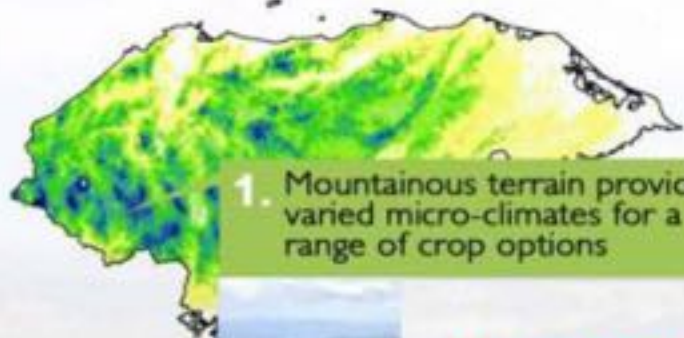 1. Mountainous terrain
varied micro-climates for a
range of crop options